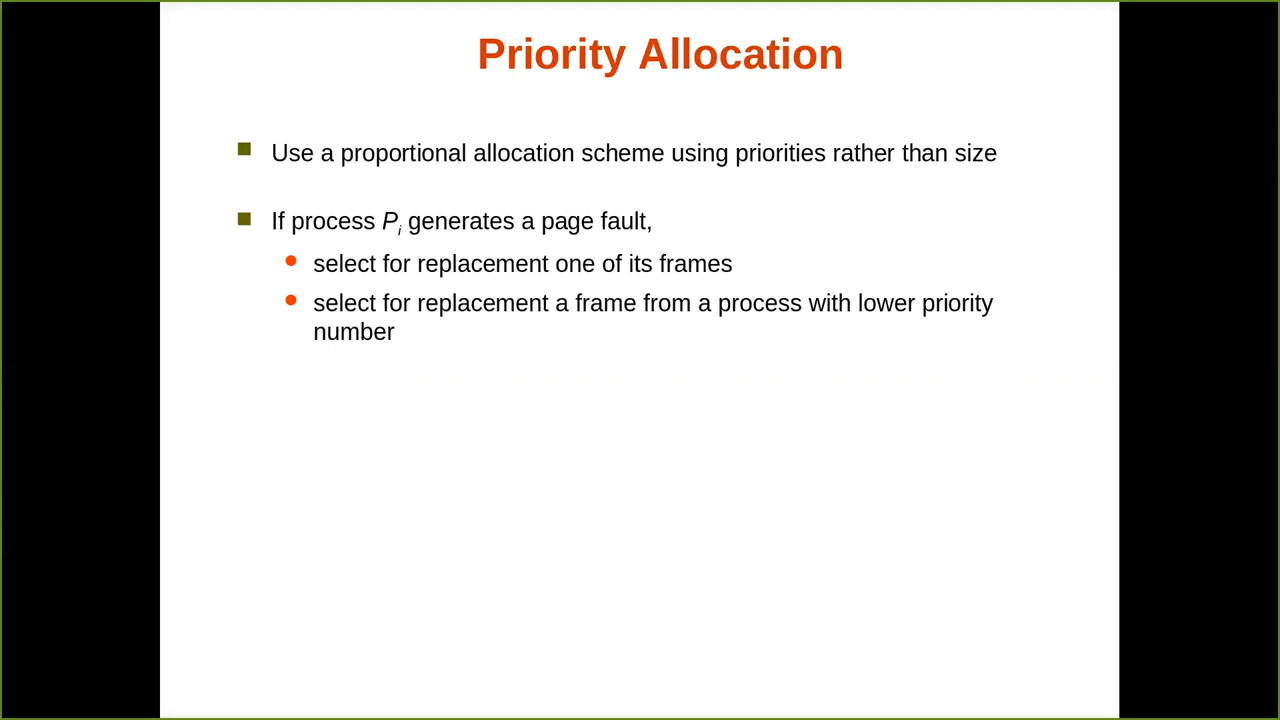 Priority Allocation
Use a proportional allocation scheme using priorities rather than size
If process Pi generates a page fault,
select for replacement one of its frames
select for replacement a frame from a process with lower priority
number